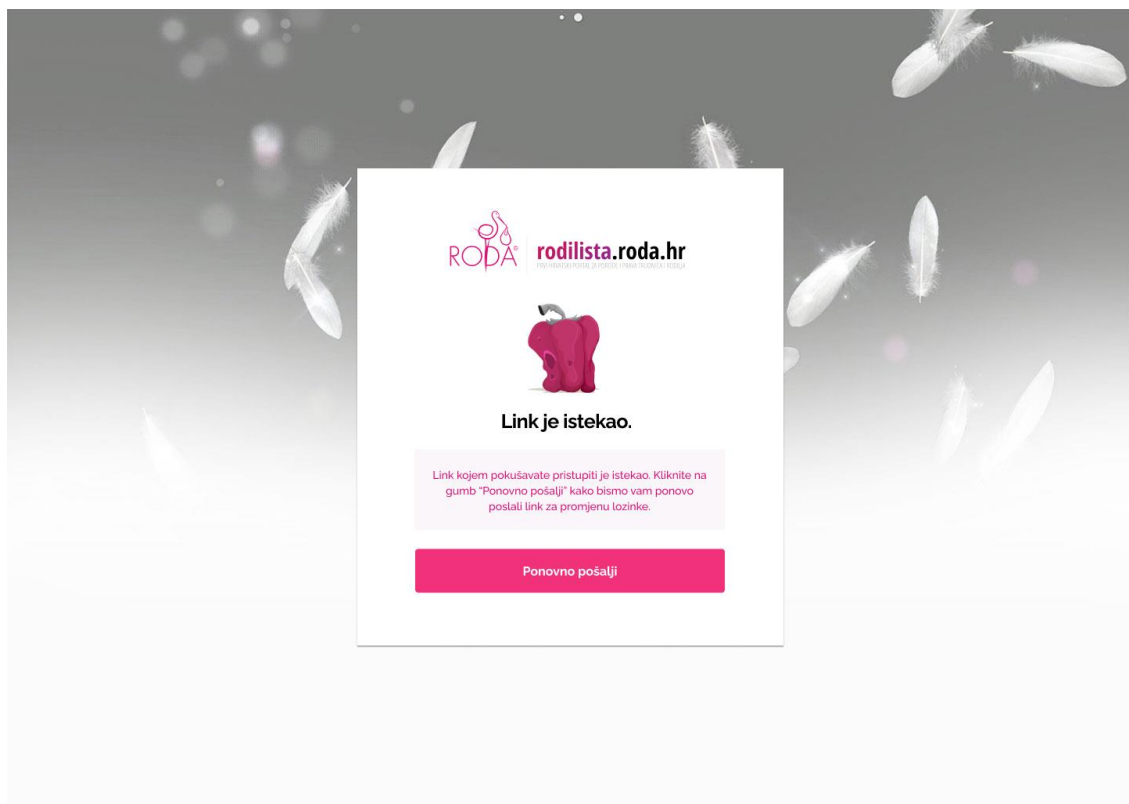 RODA®
rodilista.roda.hr
Link je istekao.
Link kojem pokušavate pristupiti je istekao. Kliknite na
gumb “Ponovno pošalji” kako bismo vam ponovo
poslali link za promjenu lozinke.
Ponovno pošalji